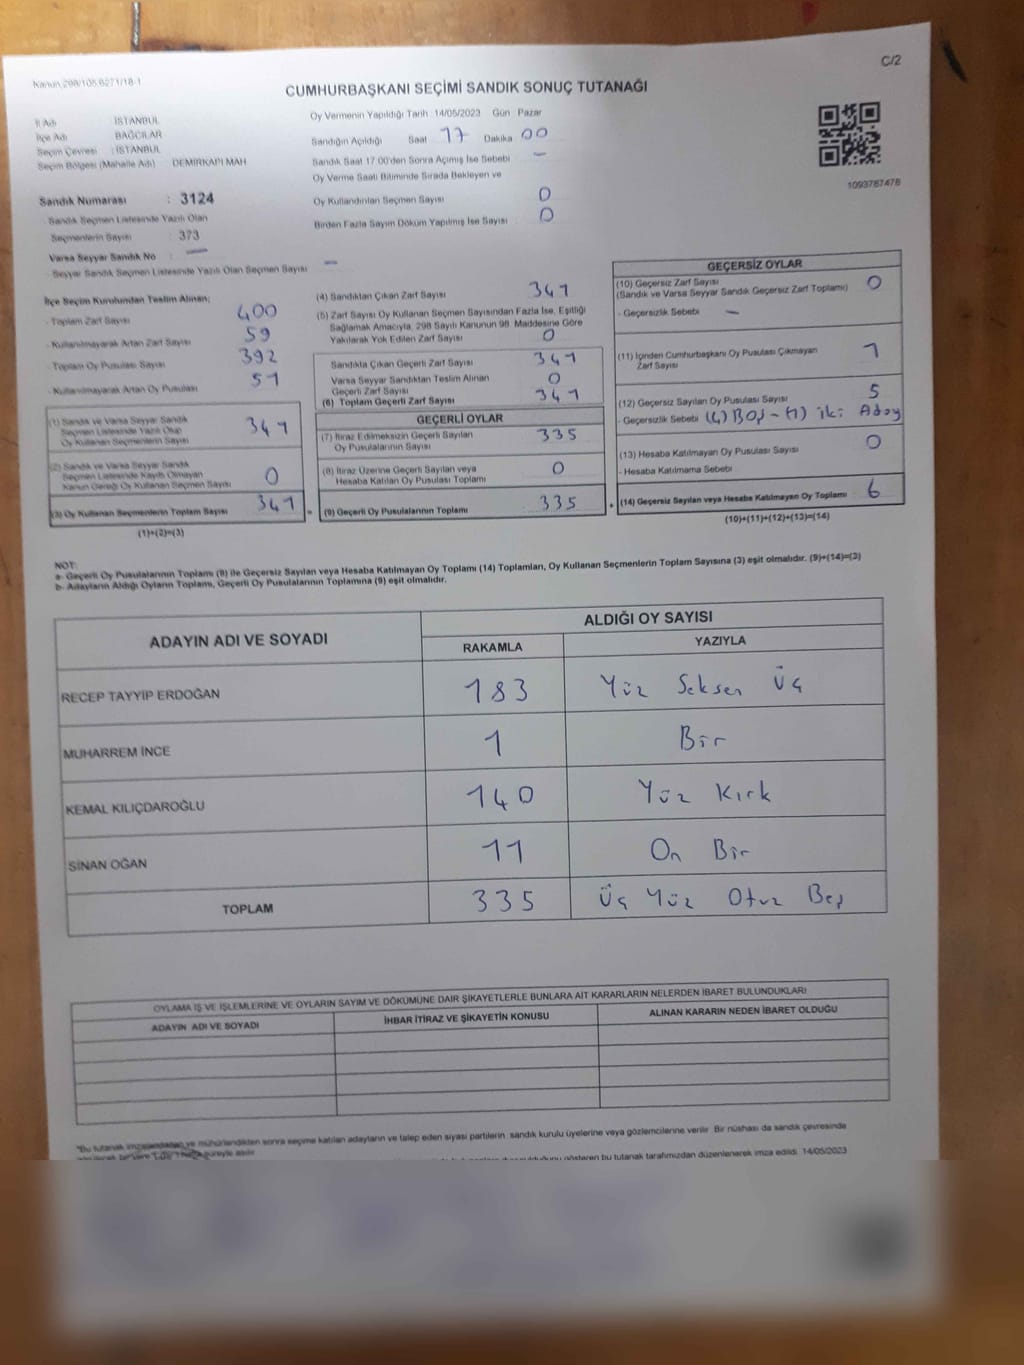 C/2
Kanun 298/105,6271/18-1
CUMHURBAŞKANI SEÇİMİ SANDIK SONUÇ TUTANAĞI
İl Adı : İSTANBUL
İlçe Adı : BAĞCILAR
Seçim Çevresi : İSTANBUL
Seçim Bölgesi (Mahalle Adı) : DEMİRKAPI MAH
Sandık Numarası : 3124
Sandık Seçmen Listesinde Yazılı Olan
Seçmenlerin Sayısı : 373
Varsa Seyyar Sandık No : —
- Seyyar Sandık Seçmen Listesinde Yazılı Olan Seçmen Sayısı —
Oy Vermenin Yapıldığı Tarih : 14/05/2023 Gün : Pazar
Sandığın Açıldığı Saat 17 Dakika 00
Sandık Saat 17.00'den Sonra Açımış İse Sebebi —
Oy Verme Saati Bitiminde Sırada Bekleyen ve
Oy Kullandırılan Seçmen Sayısı 0
Birden Fazla Sayım Döküm Yapılmış İse Sayısı 0
1093787478
İlçe Seçim Kurulundan Teslim Alınan;
- Toplam Zarf Sayısı 400
- Kullanılmayarak Artan Zarf Sayısı 59
- Toplam Oy Pusulası Sayısı 392
- Kullanılmayarak Artan Oy Pusulası 51
(1) Sandık ve Varsa Seyyar Sandık
Seçmen Listesinde Yazılı Olup
Oy Kullanan Seçmenlerin Sayısı 341
(2) Sandık ve Varsa Seyyar Sandık
Seçmen Listesinde Kayıtlı Olmayan
Kanun Gereği Oy Kullanan Seçmen Sayısı 0
(3) Oy Kullanan Seçmenlerin Toplam Sayısı 341
(1)+(2)=(3)
(4) Sandıktan Çıkan Zarf Sayısı 341
(5) Zarf Sayısı Oy Kullanan Seçmen Sayısından Fazla İse, Eşitliği
Sağlamak Amacıyla, 298 Sayılı Kanunun 98. Maddesine Göre
Yakılarak Yok Edilen Zarf Sayısı 0
Sandıkta Çıkan Geçerli Zarf Sayısı 341
Varsa Seyyar Sandıktan Teslim Alınan
Geçerli Zarf Sayısı 0
(6) Toplam Geçerli Zarf Sayısı 341
GEÇERLİ OYLAR
(7) İtiraz Edilmeksizin Geçerli Sayılan
Oy Pusulalarının Sayısı 335
(8) İtiraz Üzerine Geçerli Sayılan veya
Hesaba Katılan Oy Pusulası Toplamı 0
(9) Geçerli Oy Pusulalarının Toplamı 335
GEÇERSİZ OYLAR
(10) Geçersiz Zarf Sayısı
(Sandık ve Varsa Seyyar Sandık Geçersiz Zarf Toplamı) 0
- Geçersizlik Sebebi —
(11) İçinden Cumhurbaşkanı Oy Pusulası Çıkmayan
Zarf Sayısı 1
(12) Geçersiz Sayılan Oy Pusulası Sayısı 5
- Geçersizlik Sebebi (4) Boş - (1) iki Aday
(13) Hesaba Katılmayan Oy Pusulası Sayısı 0
- Hesaba Katılmama Sebebi
(14) Geçersiz Sayılan veya Hesaba Katılmayan Oy Toplamı 6
(10)+(11)+(12)+(13)=(14)
NOT:
a- Geçerli Oy Pusulalarının Toplamı (9) ile Geçersiz Sayılan veya Hesaba Katılmayan Oy Toplamı (14) Toplamları, Oy Kullanan Seçmenlerin Toplam Sayısına (3) eşit olmalıdır. (9)+(14)=(3)
b- Adayların Aldığı Oyların Toplamı, Geçerli Oy Pusulalarının Toplamına (9) eşit olmalıdır.
ADAYIN ADI VE SOYADI
ALDIĞI OY SAYISI
RAKAMLA YAZIYLA
RECEP TAYYİP ERDOĞAN 183 Yüz Seksen Üç
MUHARREM İNCE 1 Bir
KEMAL KILIÇDAROĞLU 140 Yüz Kırk
SİNAN OĞAN 11 On Bir
TOPLAM 335 Üç Yüz Otuz Beş
OYLAMA İŞ VE İŞLEMLERİNE VE OYLARIN SAYIM VE DÖKÜMÜNE DAİR ŞİKAYETLERLE BUNLARA AİT KARARLARIN NELERDEN İBARET BULUNDUKLARI
ADAYIN ADI VE SOYADI İHBAR İTİRAZ VE ŞİKAYETİN KONUSU ALINAN KARARIN NEDEN İBARET OLDUĞU
*Bu tutanak imzalandıktan ve mühürlendikten sonra seçime katılan adayların ve talep eden siyasi partilerin sandık kurulu üyelerine veya gözlemcilerine verilir. Bir nüshası da sandık çevresinde
bu tutanak tarafımızdan düzenlenerek imza edildi. 14/05/2023